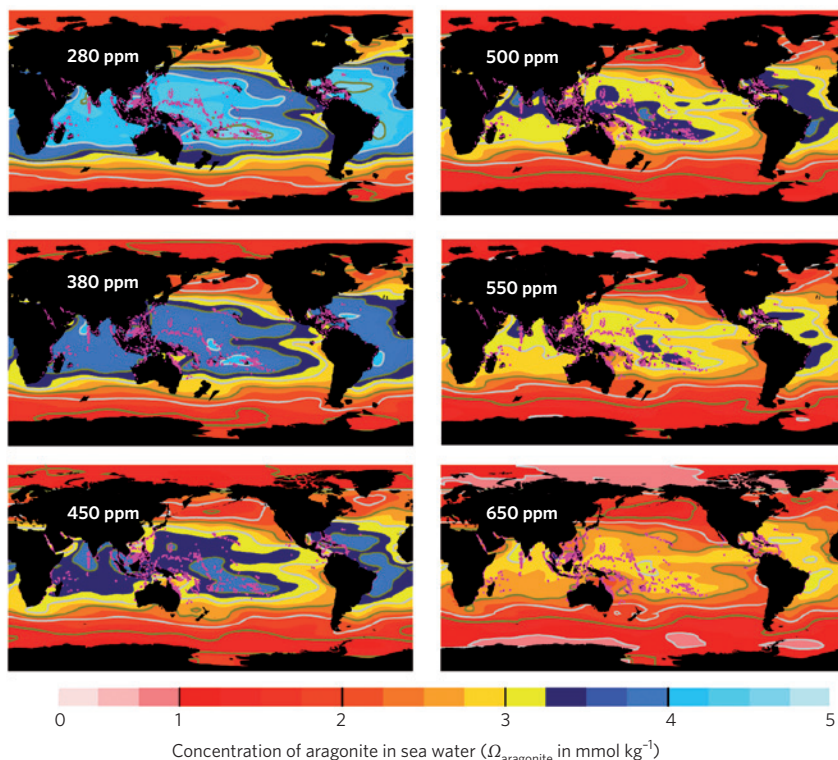 280 ppm
500 ppm
380 ppm
550 ppm
450 ppm
650 ppm
0 1 2 3 4 5
Concentration of aragonite in sea water (Ωaragonite in mmol kg⁻¹)